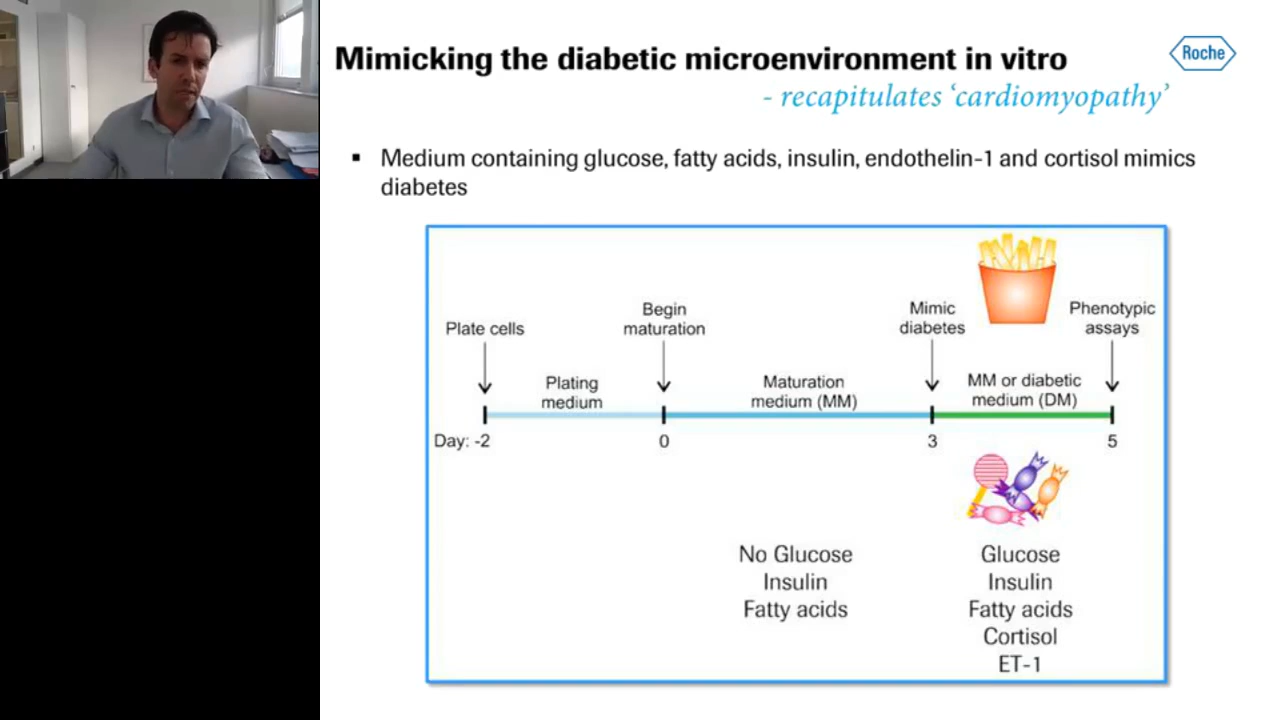 Mimicking the diabetic microenvironment in vitro
Roche
- recapitulates ‘cardiomyopathy’
▪ Medium containing glucose, fatty acids, insulin, endothelin-1 and cortisol mimics
diabetes
Plate cells
Begin
maturation
Mimic
diabetes
Phenotypic
assays
Plating
medium
Maturation
medium (MM)
MM or diabetic
medium (DM)
Day: -2
0
3
5
No Glucose
Insulin
Fatty acids
Glucose
Insulin
Fatty acids
Cortisol
ET-1